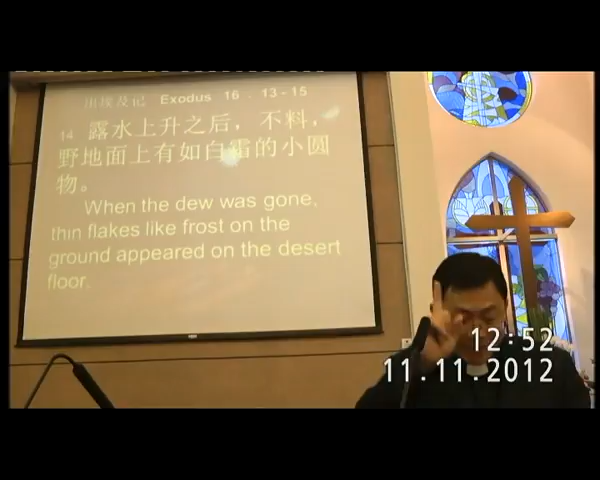 出埃及记 Exodus 16 . 13 - 15
14 露水上升之后，不料，
野地面上有如白霜的小圆
物。
When the dew was gone,
thin flakes like frost on the
ground appeared on the desert
floor.
12:52
11.11.2012